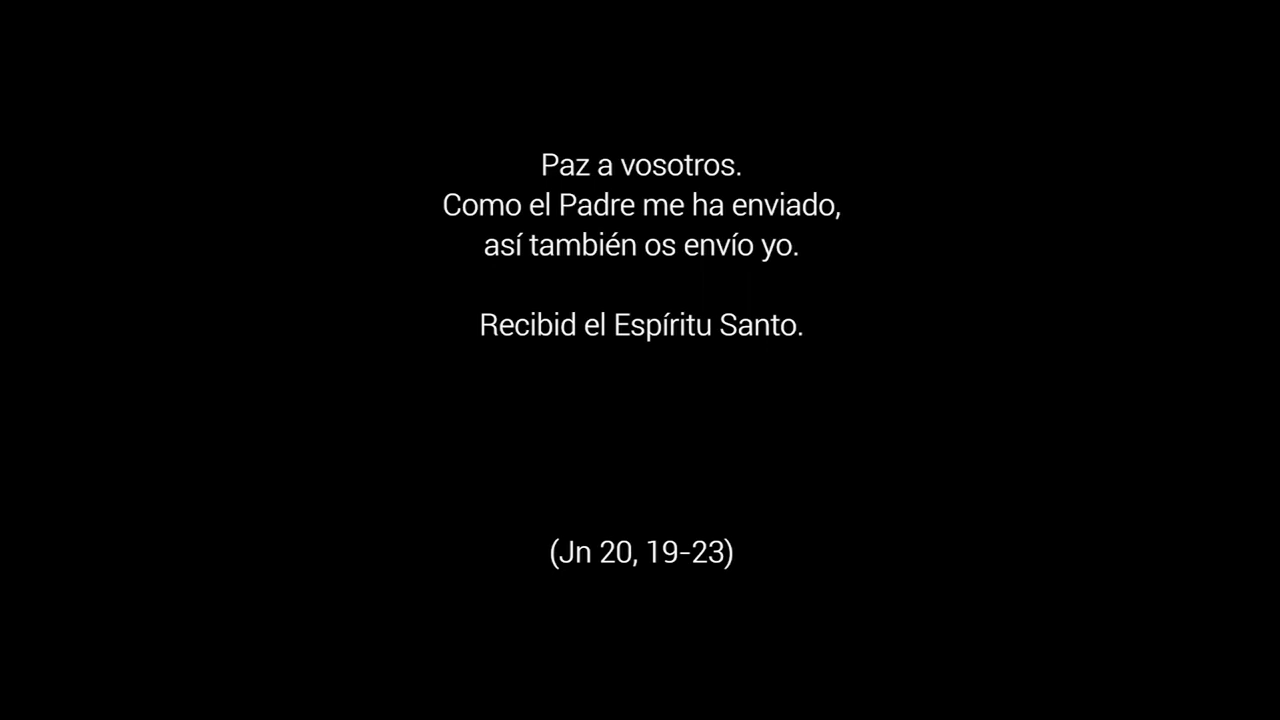 Paz a vosotros.
Como el Padre me ha enviado,
así también os envío yo.
Recibid el Espíritu Santo.
(Jn 20, 19-23)